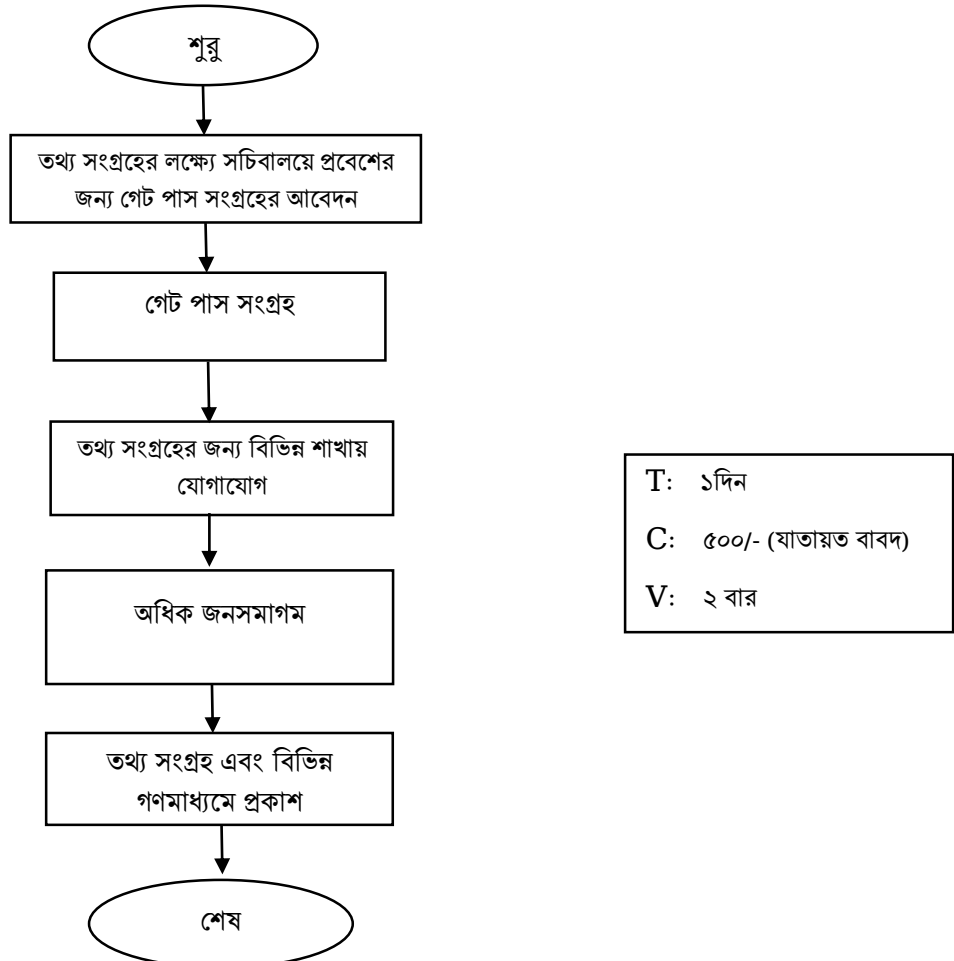 শুরু
তথ্য সংগ্রহের লক্ষ্যে সচিবালয়ে প্রবেশের
জন্য গেট পাস সংগ্রহের আবেদন
গেট পাস সংগ্রহ
তথ্য সংগ্রহের জন্য বিভিন্ন শাখায়
যোগাযোগ
অধিক জনসমাগম
তথ্য সংগ্রহ এবং বিভিন্ন
গণমাধ্যমে প্রকাশ
শেষ
T: ১দিন
C: ৫০০/- (যাতায়ত বাবদ)
V: ২ বার